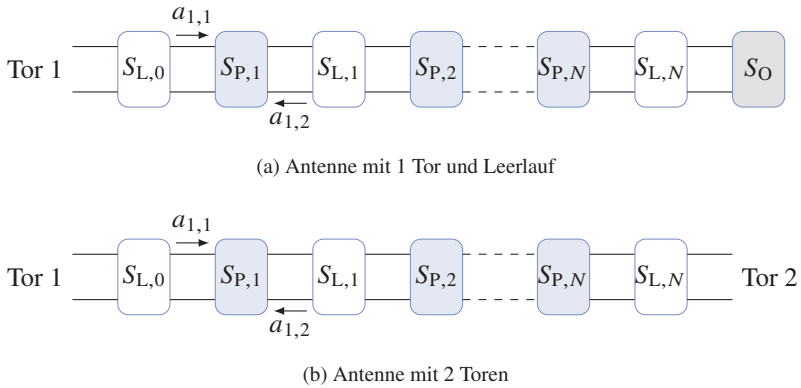 a1,1
Tor 1 SL,0 SP,1 SL,1 SP,2 SP,N SL,N SO
a1,2
(a) Antenne mit 1 Tor und Leerlauf
a1,1
Tor 1 SL,0 SP,1 SL,1 SP,2 SP,N SL,N Tor 2
a1,2
(b) Antenne mit 2 Toren